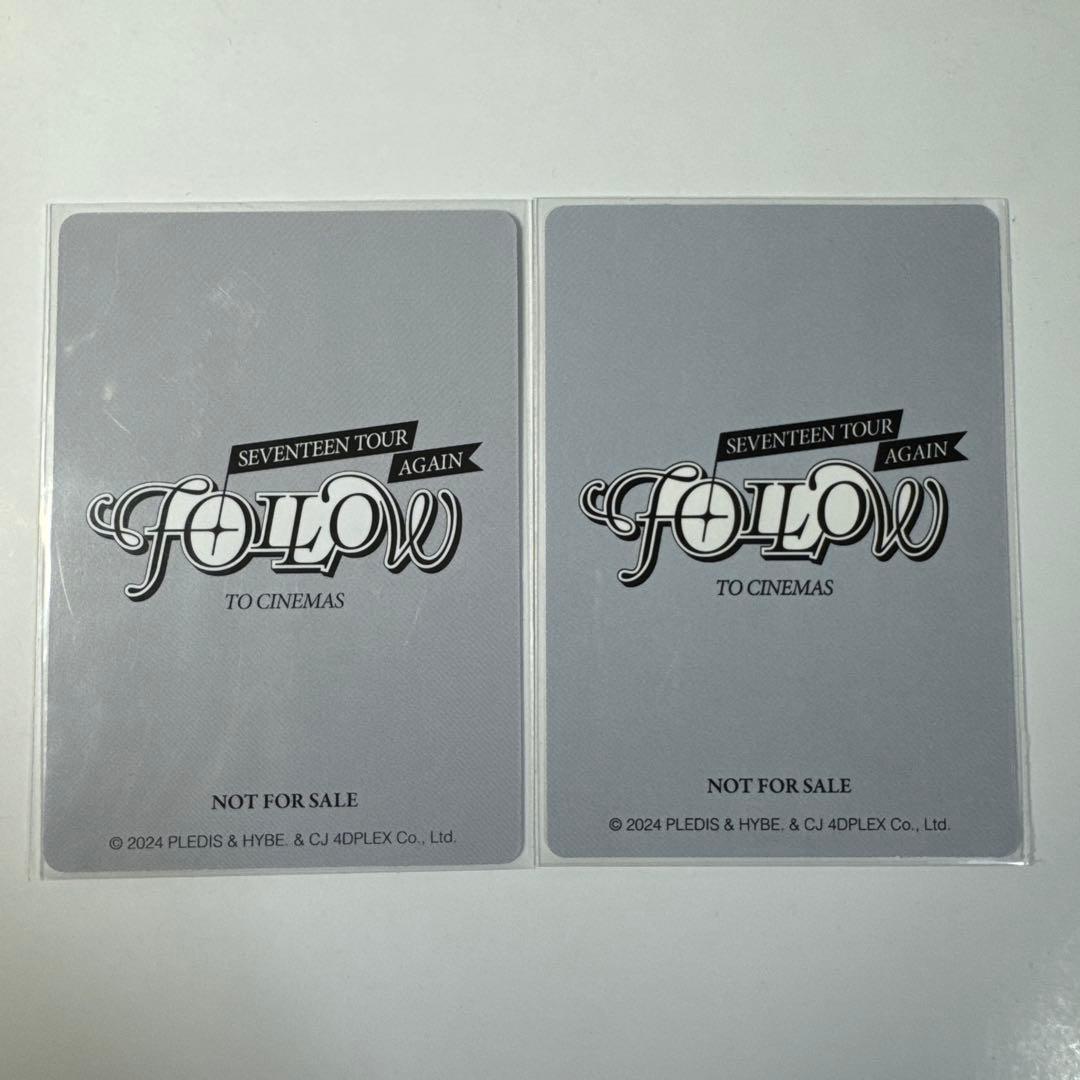 SEVENTEEN TOUR
AGAIN
FOLLOW
TO CINEMAS
NOT FOR SALE
© 2024 PLEDIS & HYBE. & CJ 4DPLEX Co., Ltd.
SEVENTEEN TOUR
AGAIN
FOLLOW
TO CINEMAS
NOT FOR SALE
© 2024 PLEDIS & HYBE. & CJ 4DPLEX Co., Ltd.